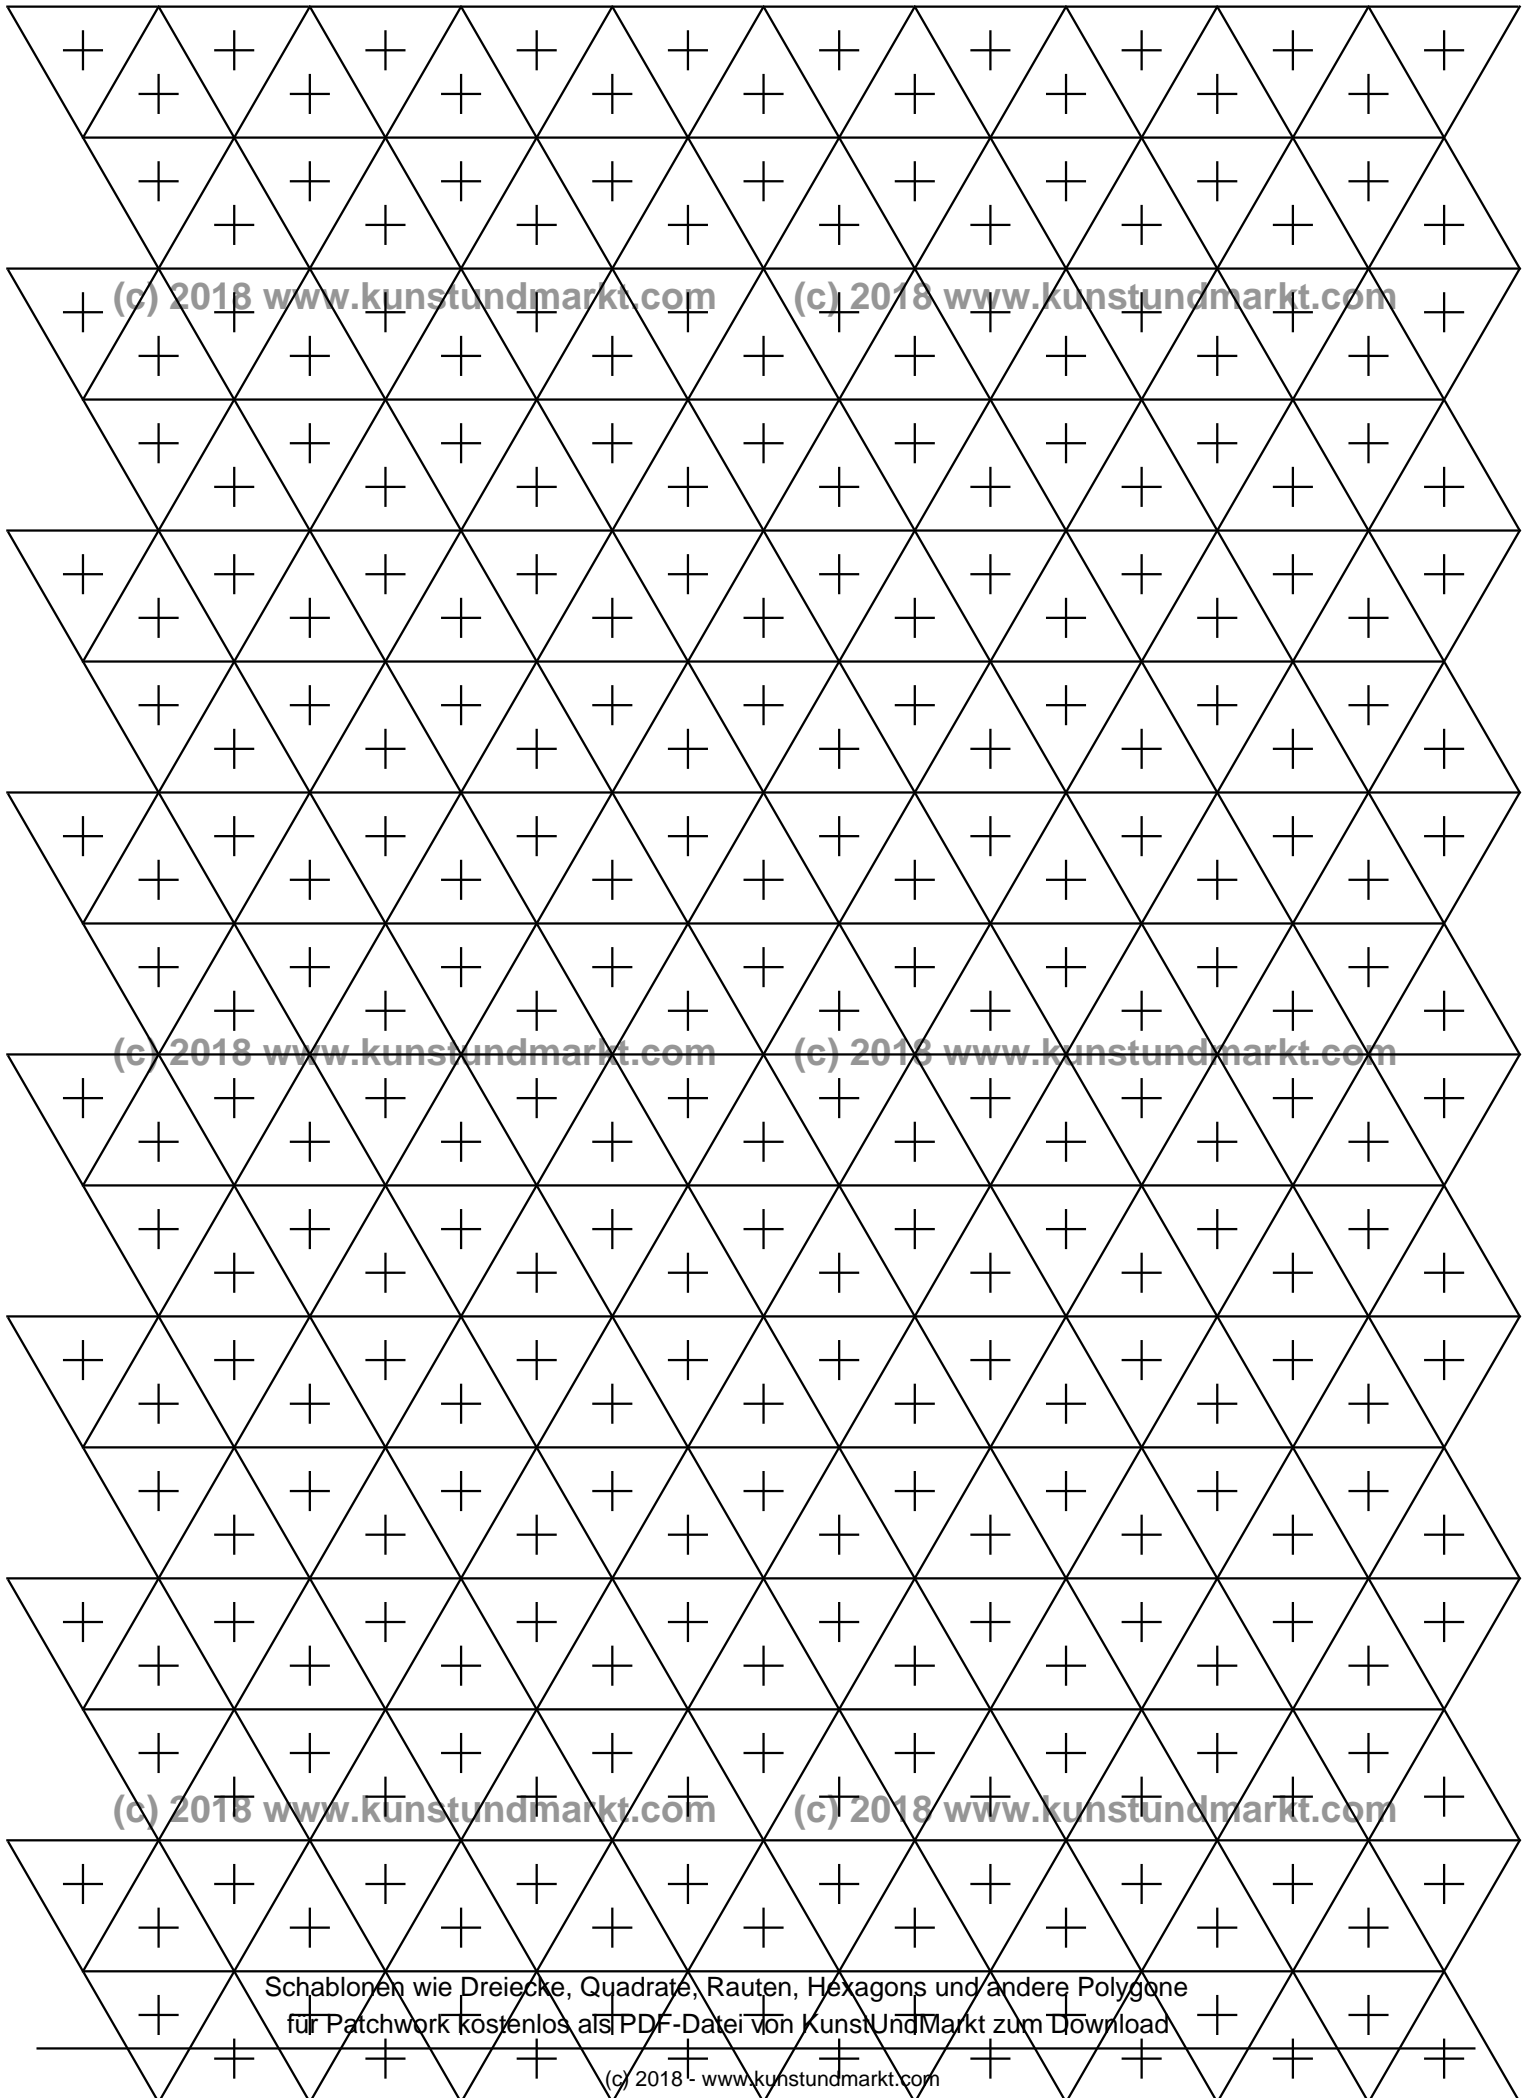 (c) 2018 www.kunstundmarkt.com (c) 2018 www.kunstundmarkt.com
(c) 2018 www.kunstundmarkt.com (c) 2018 www.kunstundmarkt.com
(c) 2018 www.kunstundmarkt.com (c) 2018 www.kunstundmarkt.com
Schablonen wie Dreiecke, Quadrate, Rauten, Hexagons und andere Polygone
für Patchwork kostenlos als PDF-Datei von KunstUndMarkt zum Download
(c) 2018 - www.kunstundmarkt.com